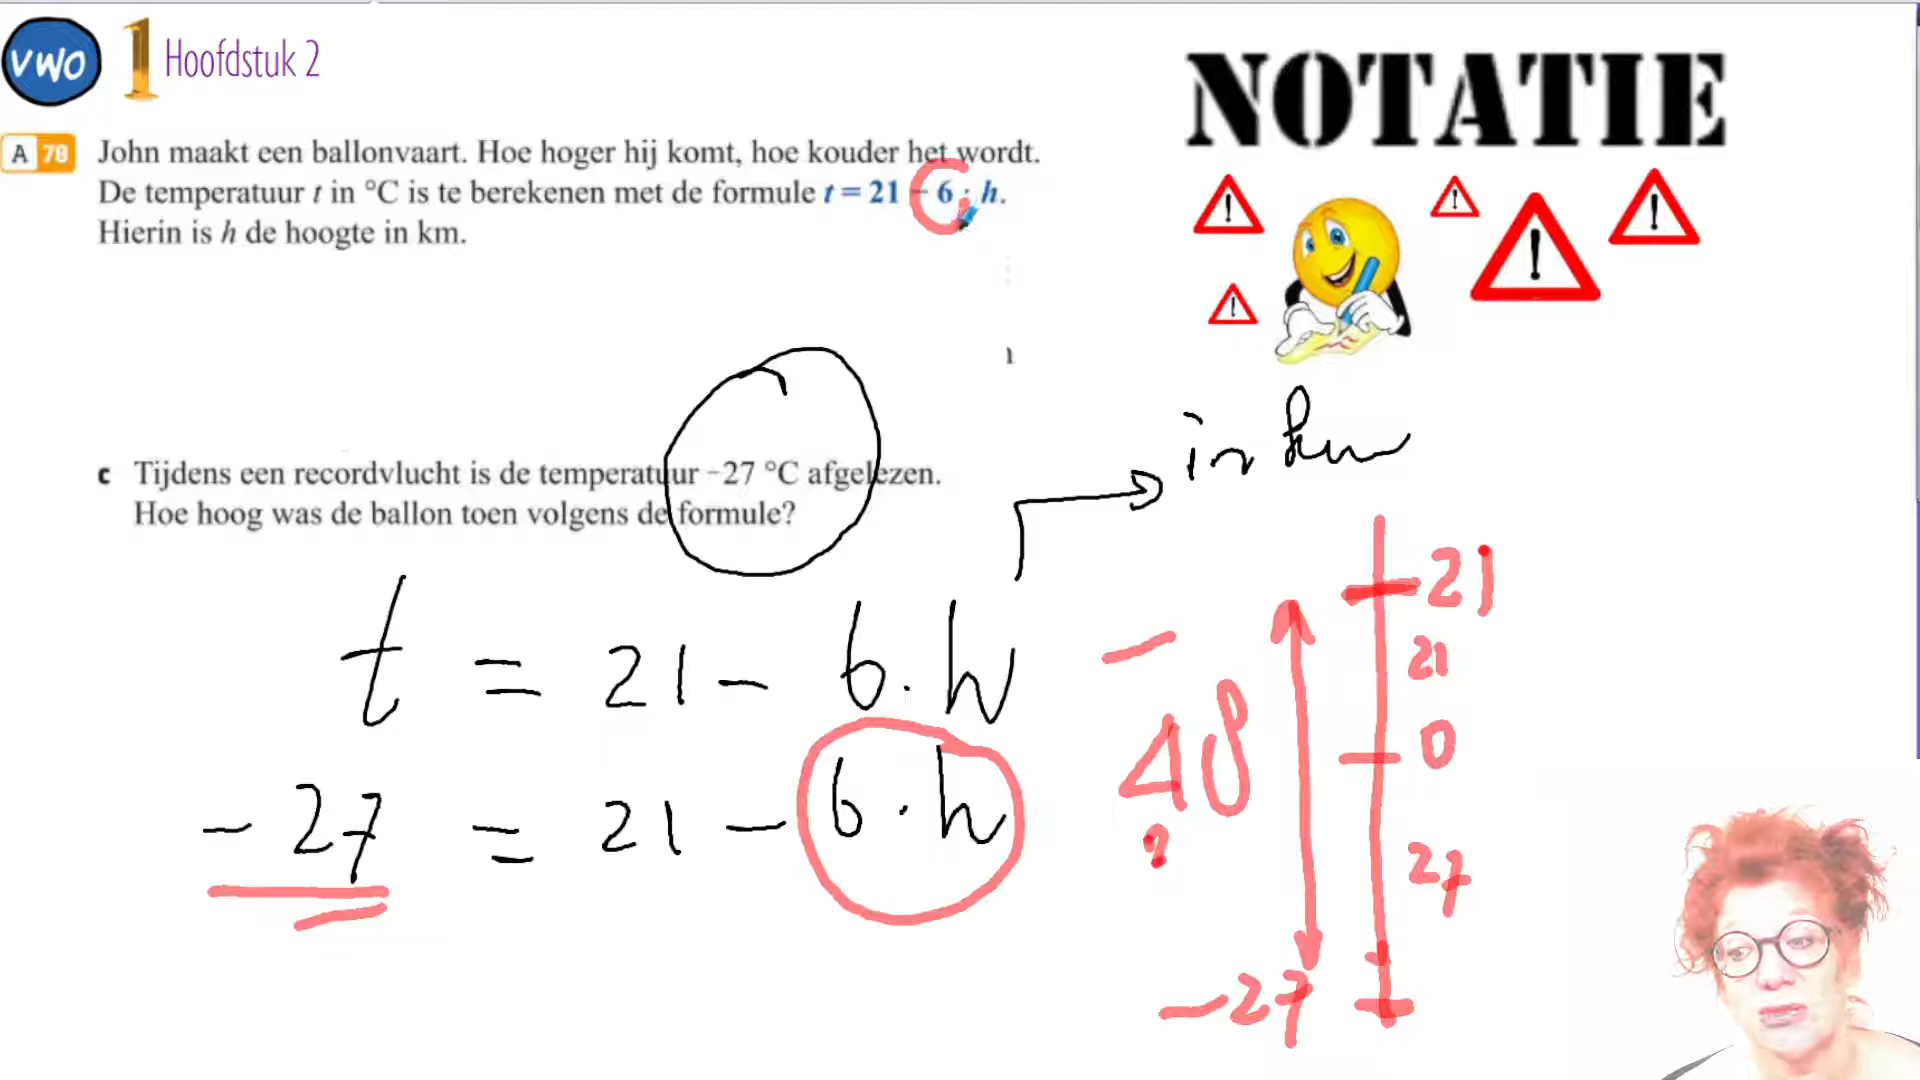 VWO 1 Hoofdstuk 2
NOTATIE
A 78 John maakt een ballonvaart. Hoe hoger hij komt, hoe kouder het wordt.
De temperatuur t in °C is te berekenen met de formule t = 21 − 6 · h.
Hierin is h de hoogte in km.
in km
c Tijdens een recordvlucht is de temperatuur −27 °C afgelezen.
Hoe hoog was de ballon toen volgens de formule?
t = 21 − 6 · h
−27 = 21 − 6 · h
− 48
?
21
21
0
27
−27